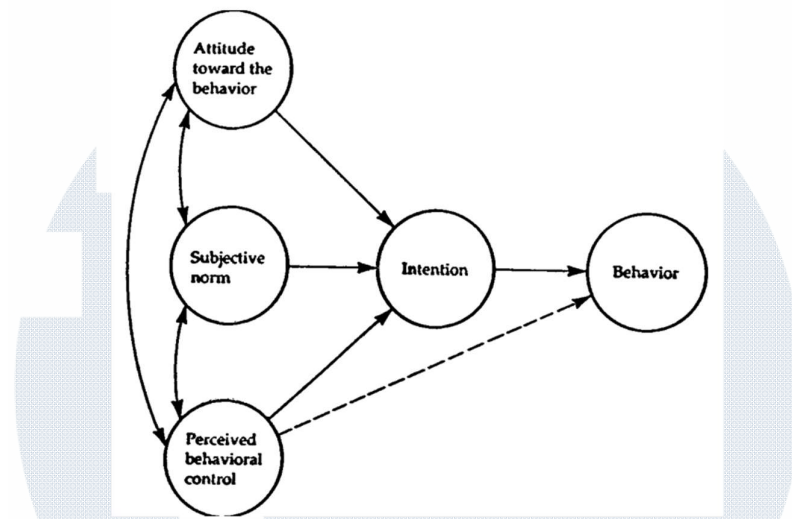 Attitude
toward the
behavior
Subjective
norm
Intention
Behavior
Perceived
behavioral
control